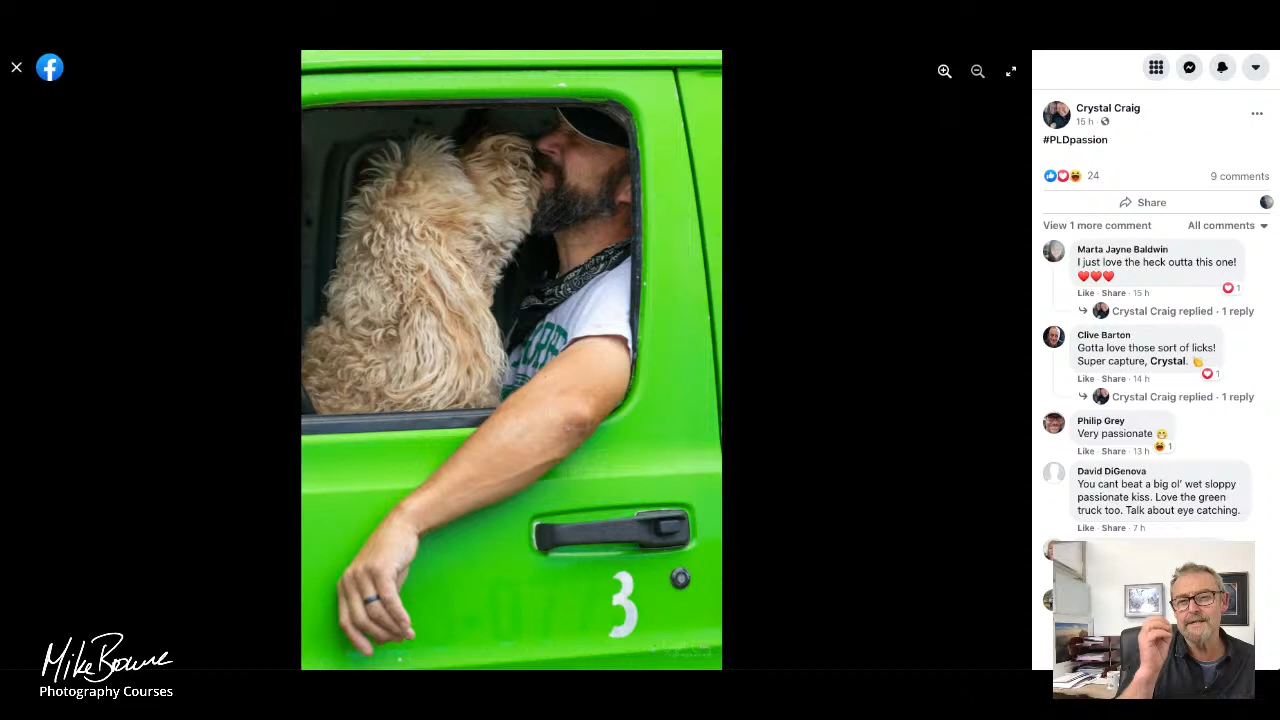 Crystal Craig
15 h
#PLDpassion
24
9 comments
Share
View 1 more comment
All comments
Marta Jayne Baldwin
I just love the heck outta this one!
Like · Share · 15 h
1
Crystal Craig replied · 1 reply
Clive Barton
Gotta love those sort of licks!
Super capture, Crystal.
Like · Share · 14 h
1
Crystal Craig replied · 1 reply
Philip Grey
Very passionate
Like · Share · 13 h
1
David DiGenova
You cant beat a big ol' wet sloppy
passionate kiss. Love the green
truck too. Talk about eye catching.
Like · Share · 7 h
3
Mike Browne
Photography Courses